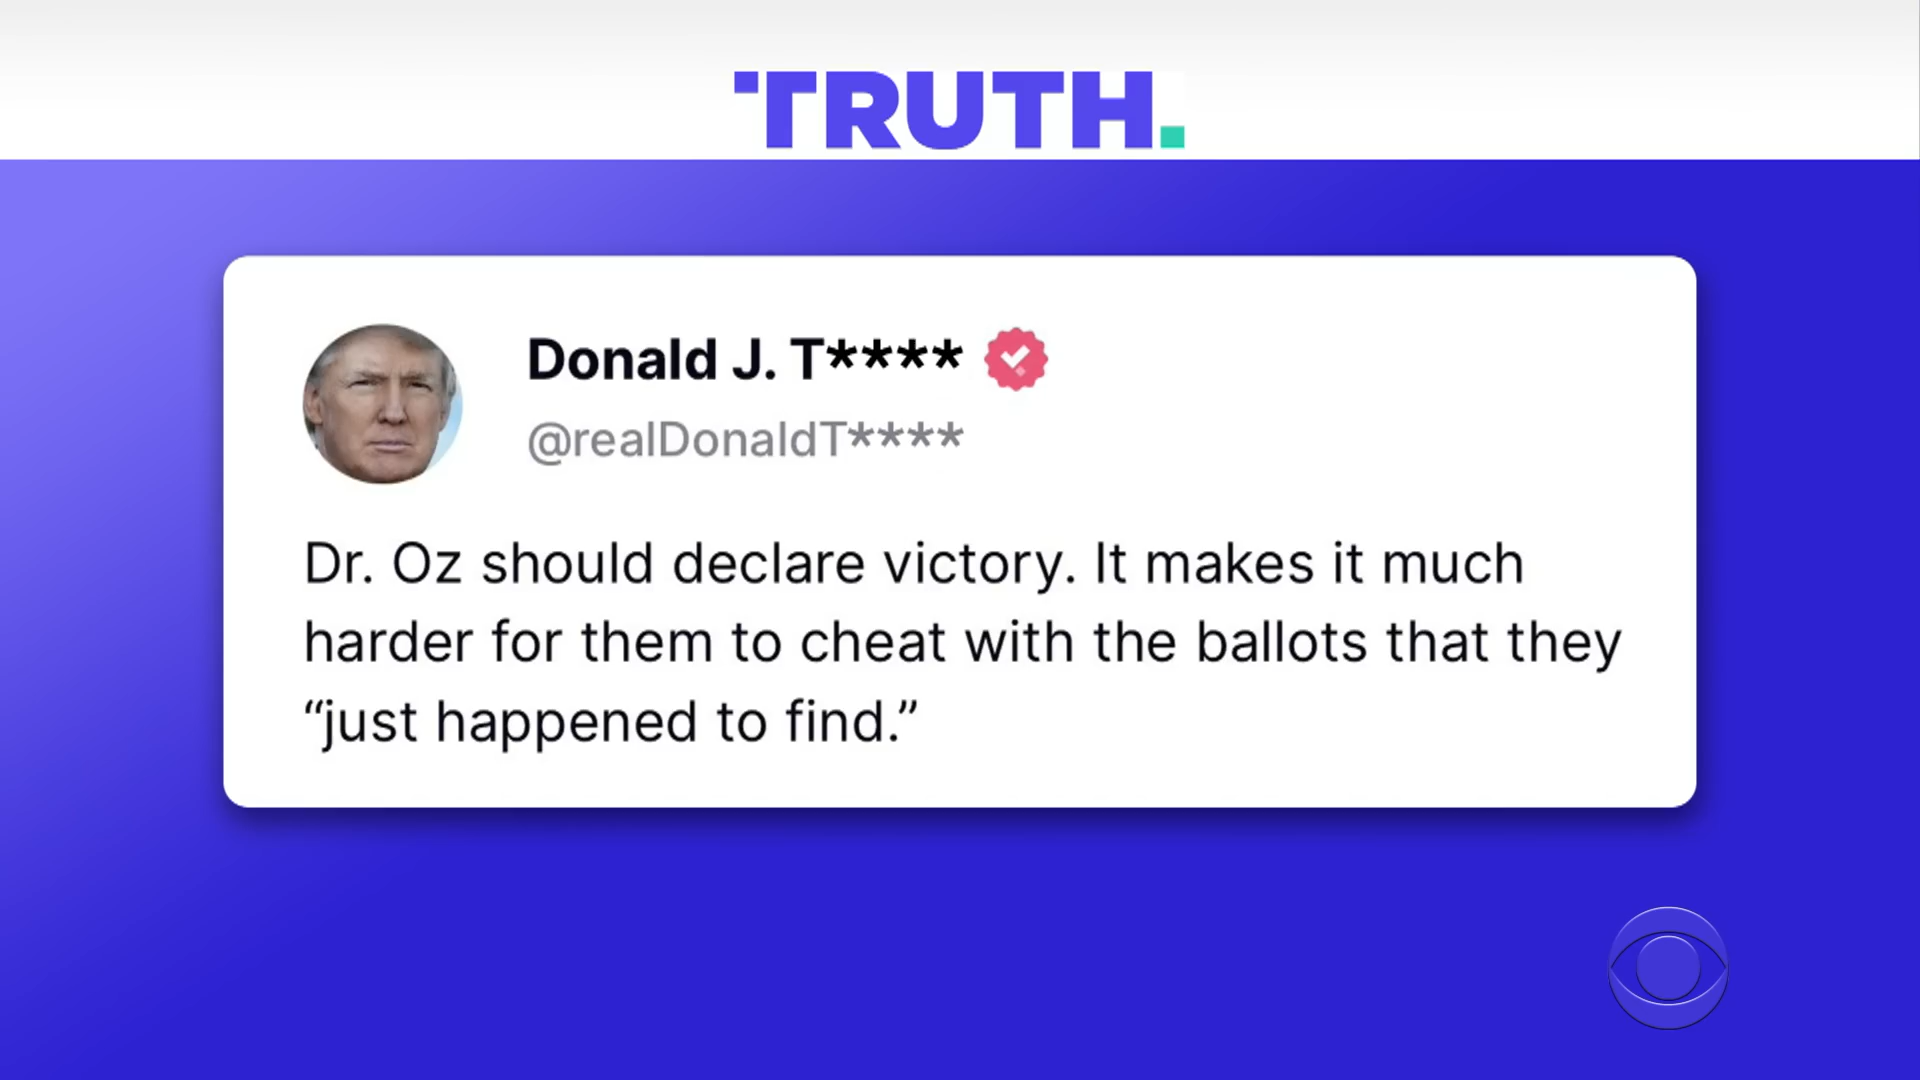 TRUTH.
Donald J. T****
@realDonaldT****
Dr. Oz should declare victory. It makes it much
harder for them to cheat with the ballots that they
“just happened to find.”